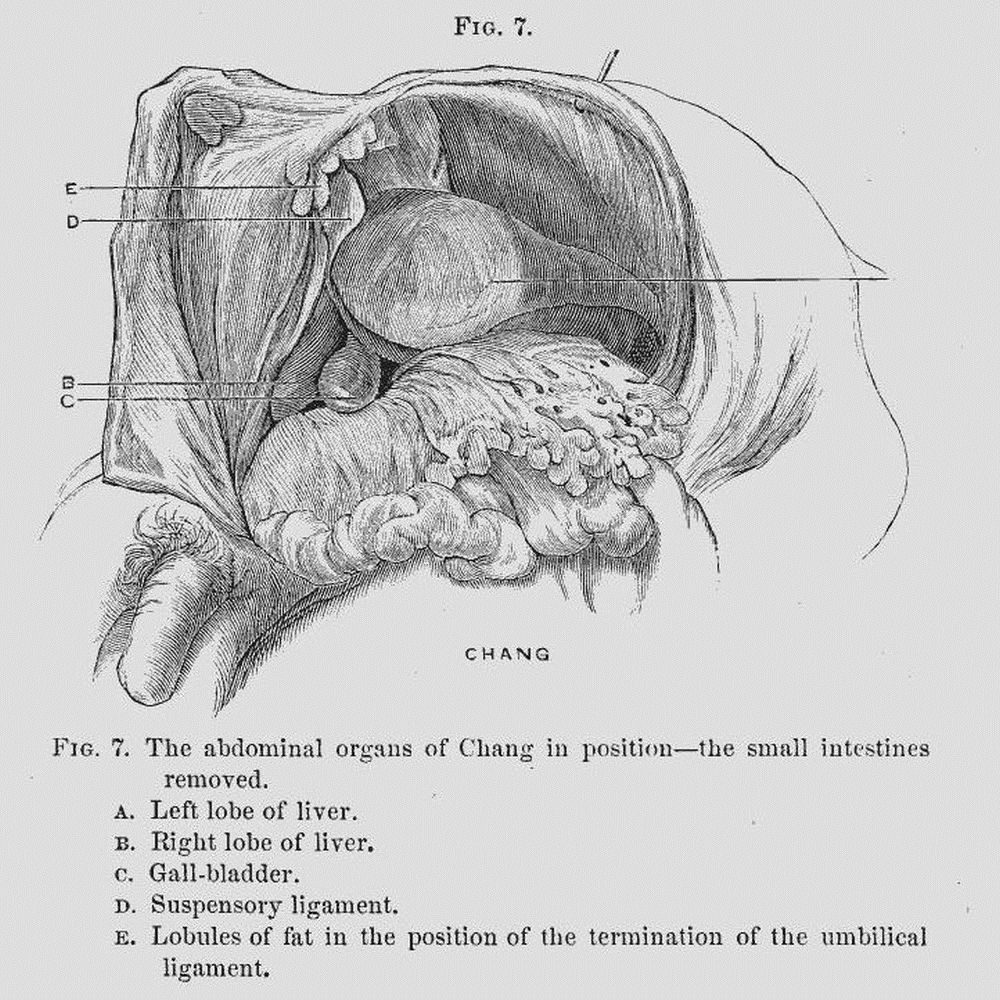 FIG. 7.
E
D
B
C
CHANG
FIG. 7. The abdominal organs of Chang in position—the small intestines
removed.
A. Left lobe of liver.
B. Right lobe of liver.
C. Gall-bladder.
D. Suspensory ligament.
E. Lobules of fat in the position of the termination of the umbilical
ligament.